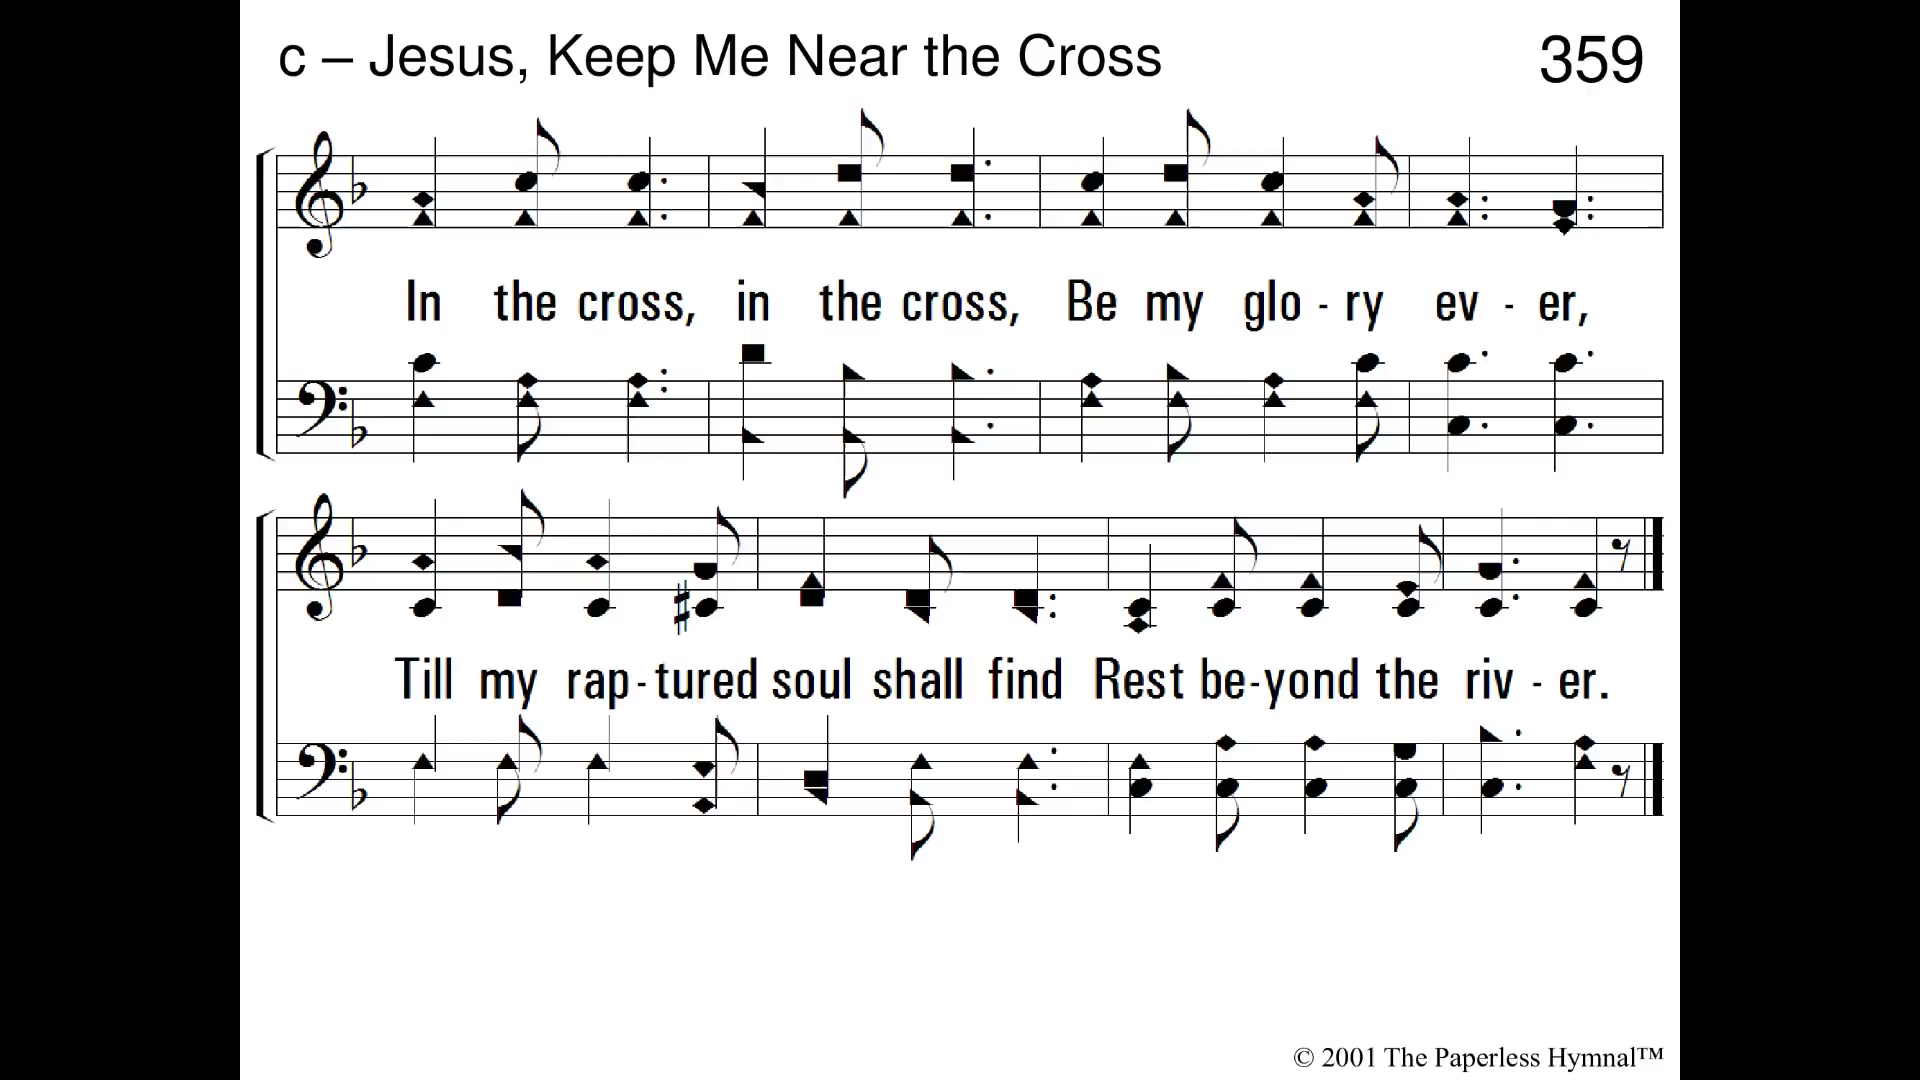 c – Jesus, Keep Me Near the Cross 359
In the cross, in the cross, Be my glo - ry ev - er,
Till my rap - tured soul shall find Rest be - yond the riv - er.
© 2001 The Paperless Hymnal™